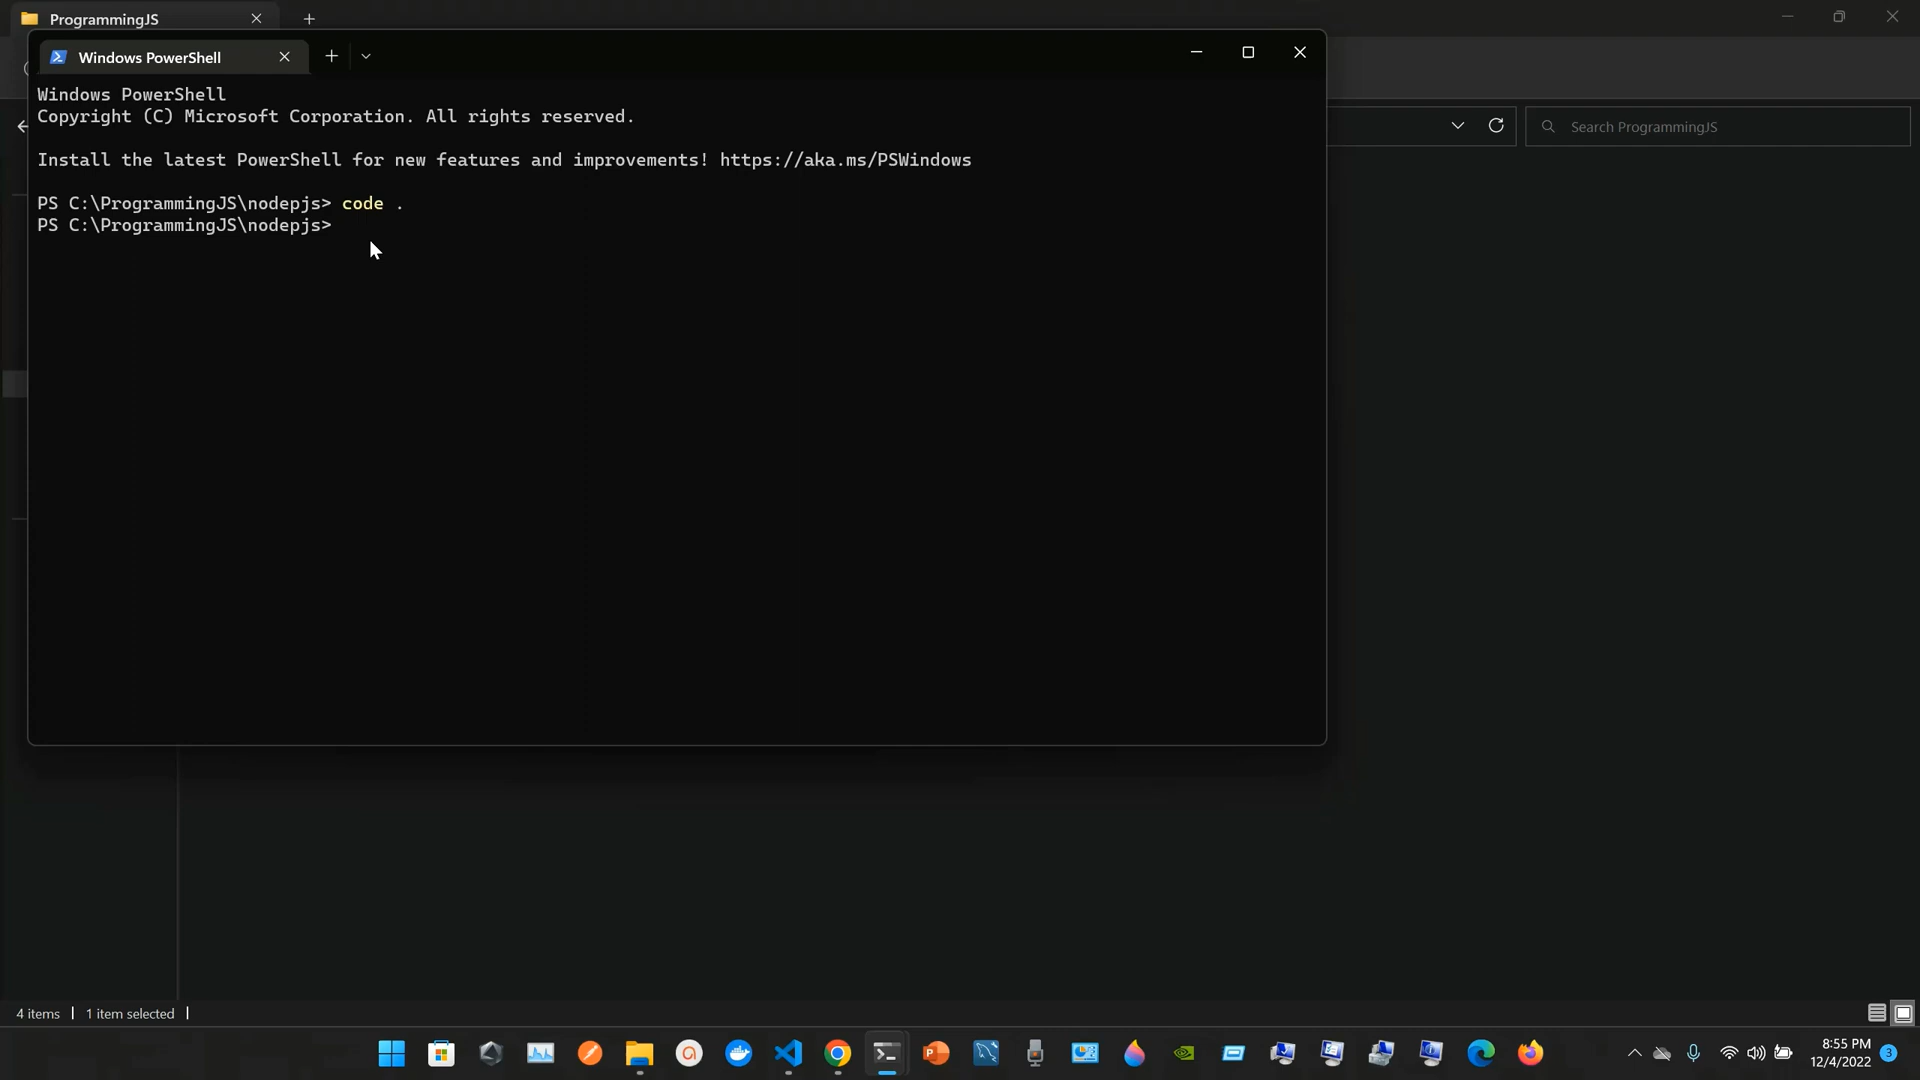 ProgrammingJS
Windows PowerShell
Windows PowerShell
Copyright (C) Microsoft Corporation. All rights reserved.
Install the latest PowerShell for new features and improvements! https://aka.ms/PSWindows
PS C:\ProgrammingJS\nodepjs> code .
PS C:\ProgrammingJS\nodepjs>
Search ProgrammingJS
4 items
1 item selected
8:55 PM
12/4/2022
3